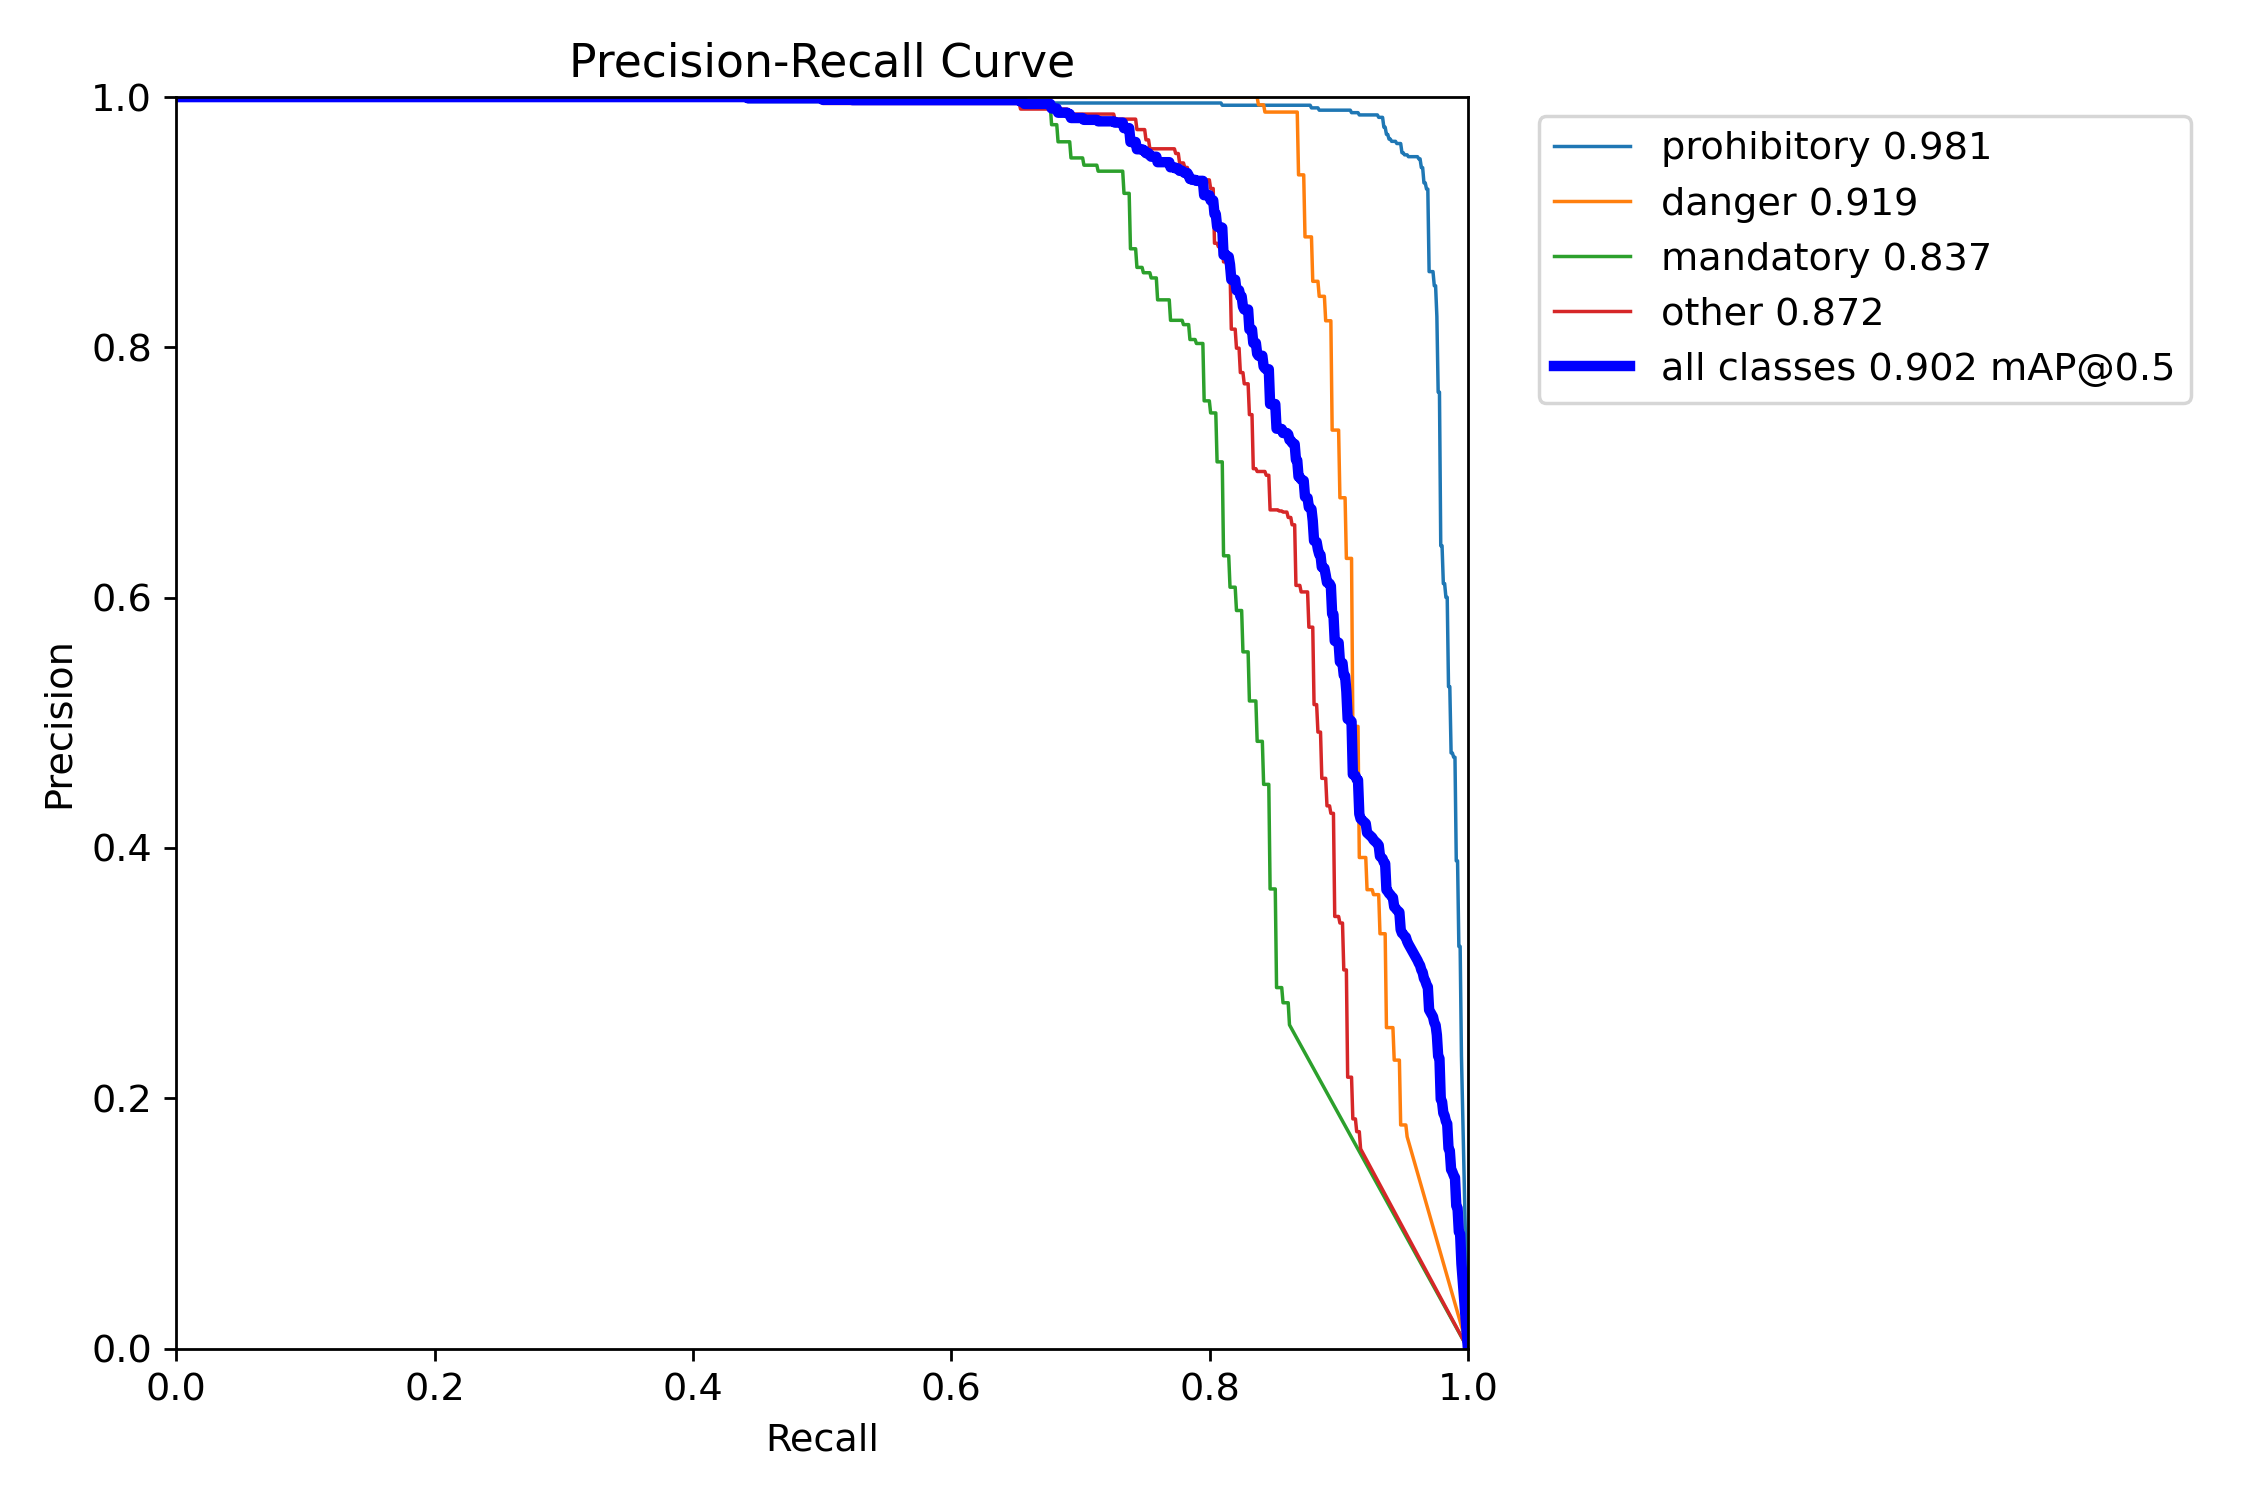 Precision-Recall Curve
1.0
0.8
0.6
0.4
0.2
0.0
Precision
0.0 0.2 0.4 0.6 0.8 1.0
Recall
prohibitory 0.981
danger 0.919
mandatory 0.837
other 0.872
all classes 0.902 mAP@0.5